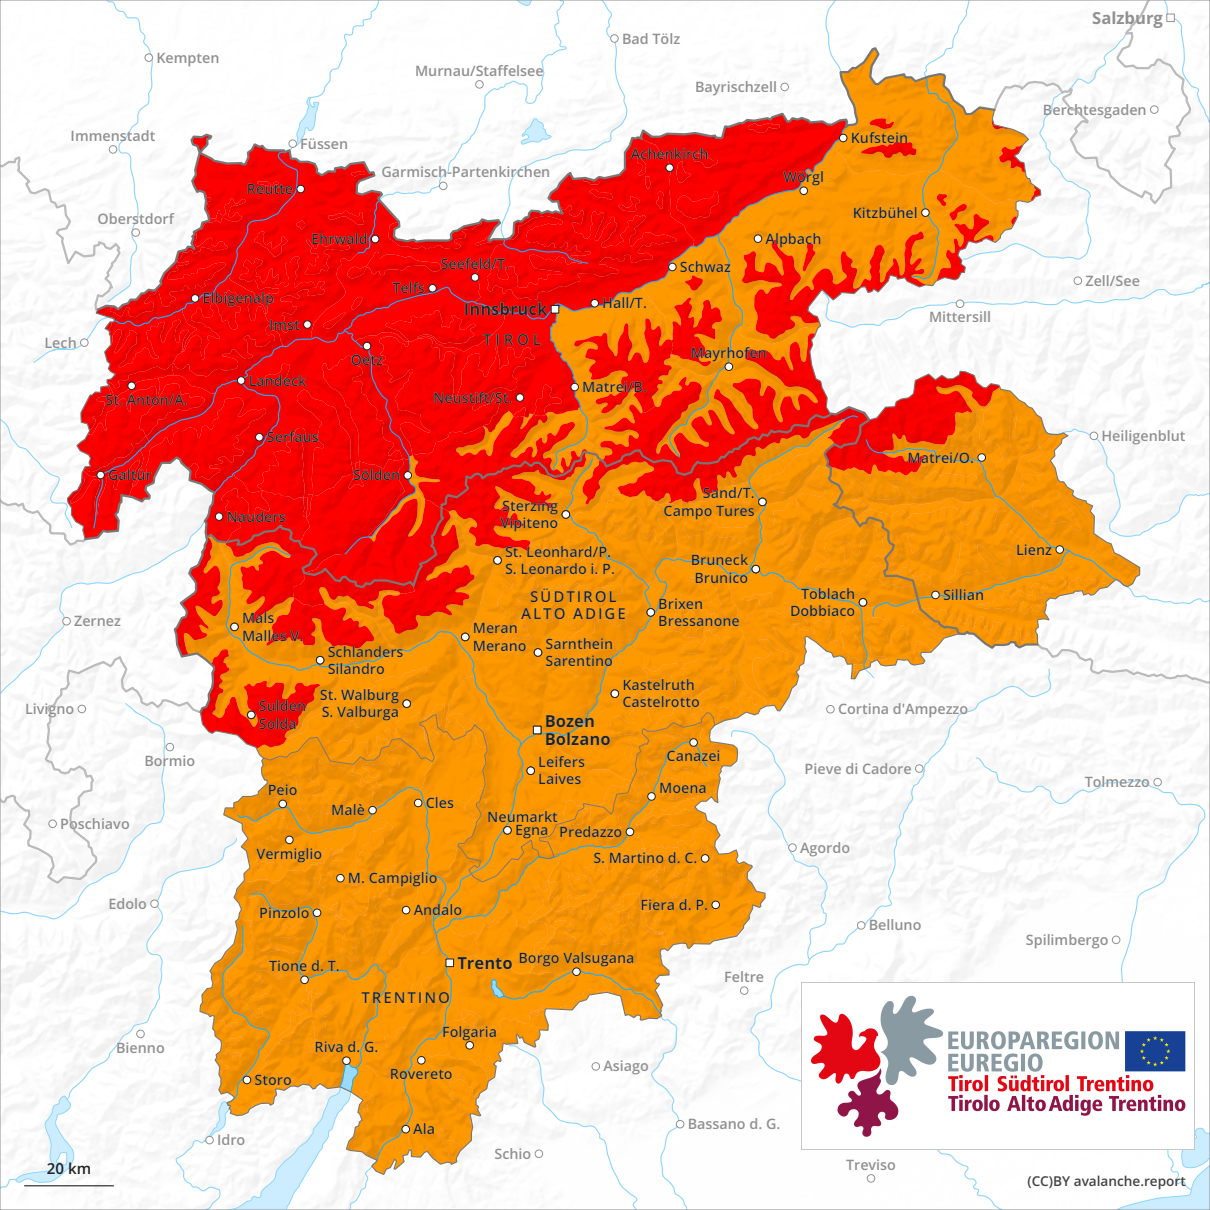 Salzburg
Bad Tölz
Kempten
Murnau/Staffelsee
Bayrischzell
Berchtesgaden
Immenstadt
Füssen
Kufstein
Achenkirch
Garmisch-Partenkirchen
Wörgl
Reutte
Oberstdorf
Kitzbühel
Ehrwald
Alpbach
Seefeld/T.
Schwaz
Zell/See
Telfs
Elbigenalp
Hall/T.
Innsbruck
Mittersill
Imst
TIROL
Lech
Oetz
Mayrhofen
Landeck
Matrei/B.
St. Anton/A.
Neustift/St.
Serfaus
Heiligenblut
Matrei/O.
Galtür
Sölden
Sand/T.
Campo Tures
Sterzing
Vipiteno
Nauders
St. Leonhard/P.
S. Leonardo i. P.
Lienz
Bruneck
Brunico
SÜDTIROL
ALTO ADIGE
Toblach
Dobbiaco
Sillian
Brixen
Bressanone
Zernez
Mals
Malles V.
Meran
Merano
Schlanders
Silandro
Sarnthein
Sarentino
St. Walburg
S. Valburga
Kastelruth
Castelrotto
Livigno
Sulden
Solda
Cortina d'Ampezzo
Bozen
Bolzano
Bormio
Canazei
Leifers
Laives
Pieve di Cadore
Tolmezzo
Peio
Moena
Malè
Cles
Neumarkt
Egna
Predazzo
Poschiavo
Vermiglio
S. Martino d. C.
Agordo
M. Campiglio
Edolo
Pinzolo
Andalo
Fiera d. P.
Belluno
Spilimbergo
Trento
Borgo Valsugana
Tione d. T.
Feltre
TRENTINO
Folgaria
Bienno
Riva d. G.
Rovereto
Asiago
Storo
EUROPAREGION
EUREGIO
Tirol Südtirol Trentino
Tirolo Alto Adige Trentino
Ala
Bassano d. G.
Idro
Schio
Treviso
20 km
(CC)BY avalanche.report